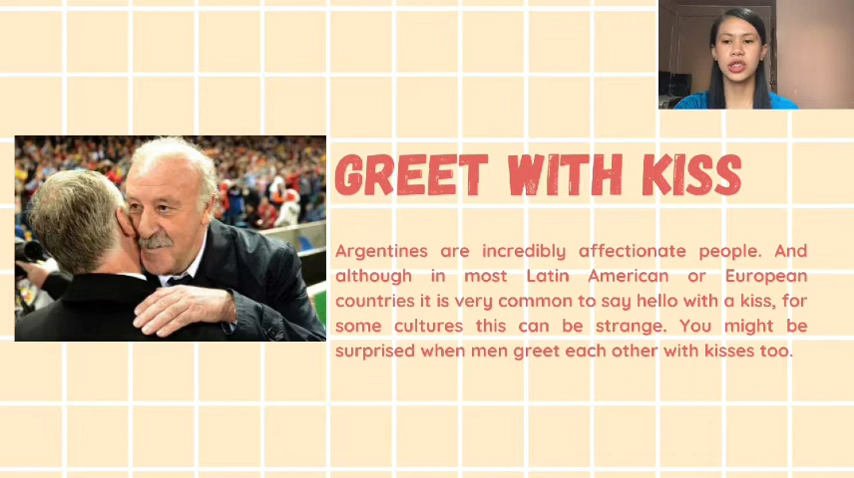 GREET WITH KISS
Argentines are incredibly affectionate people. And
although in most Latin American or European
countries it is very common to say hello with a kiss, for
some cultures this can be strange. You might be
surprised when men greet each other with kisses too.